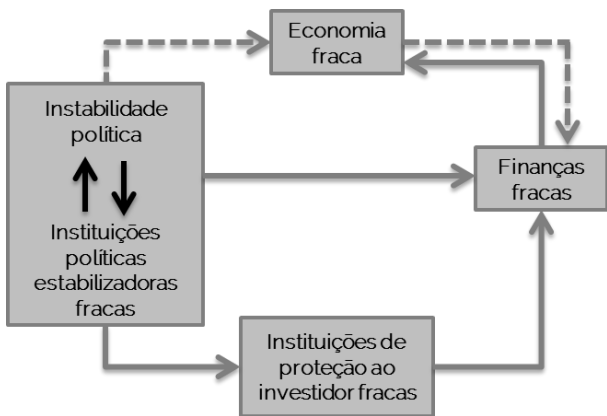 Economia
fraca
Instabilidade
política
Instituições
políticas
estabilizadoras
fracas
Finanças
fracas
Instituições de
proteção ao
investidor fracas